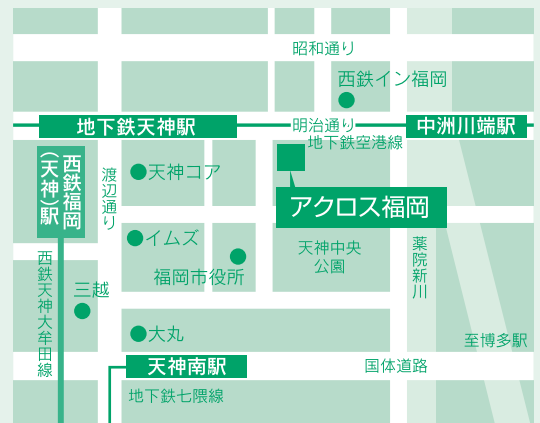 昭和通り
西鉄イン福岡
地下鉄天神駅
明治通り
中洲川端駅
地下鉄空港線
西鉄福岡
(天神)駅
渡辺通り
天神コア
アクロス福岡
イムズ
天神中央
公園
薬院新川
福岡市役所
西鉄天神大牟田線
三越
大丸
至博多駅
天神南駅
国体道路
地下鉄七隈線